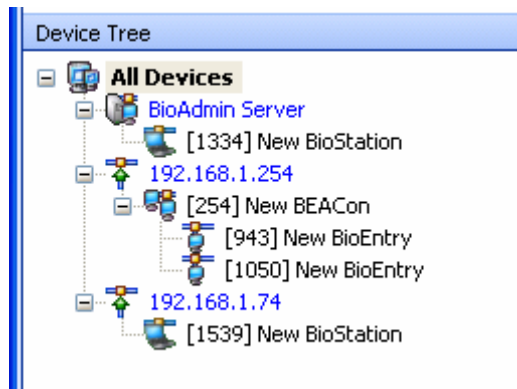 Device Tree
All Devices
BioAdmin Server
[1334] New BioStation
192.168.1.254
[254] New BEACon
[943] New BioEntry
[1050] New BioEntry
192.168.1.74
[1539] New BioStation